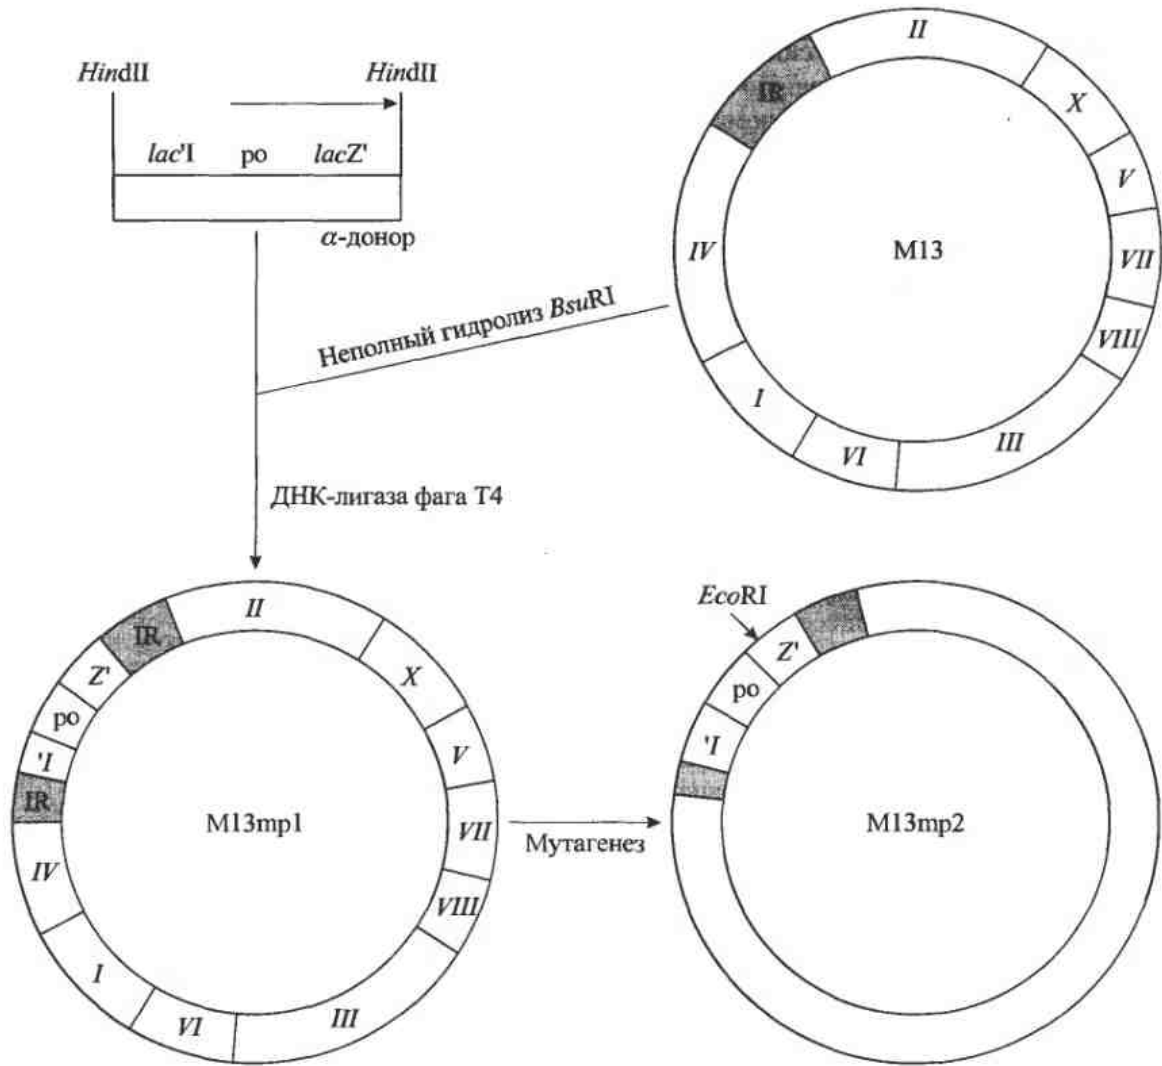 HindII HindII
lac'I po lacZ'
α-донор
II
IR
X
V
IV
M13
VII
VIII
I
VI
III
Неполный гидролиз BsuRI
ДНК-лигаза фага Т4
II
IR
Z'
X
po
'I
V
IR
M13mp1
VII
IV
VIII
I
VI
III
Мутагенез
EcoRI
Z'
po
'I
M13mp2